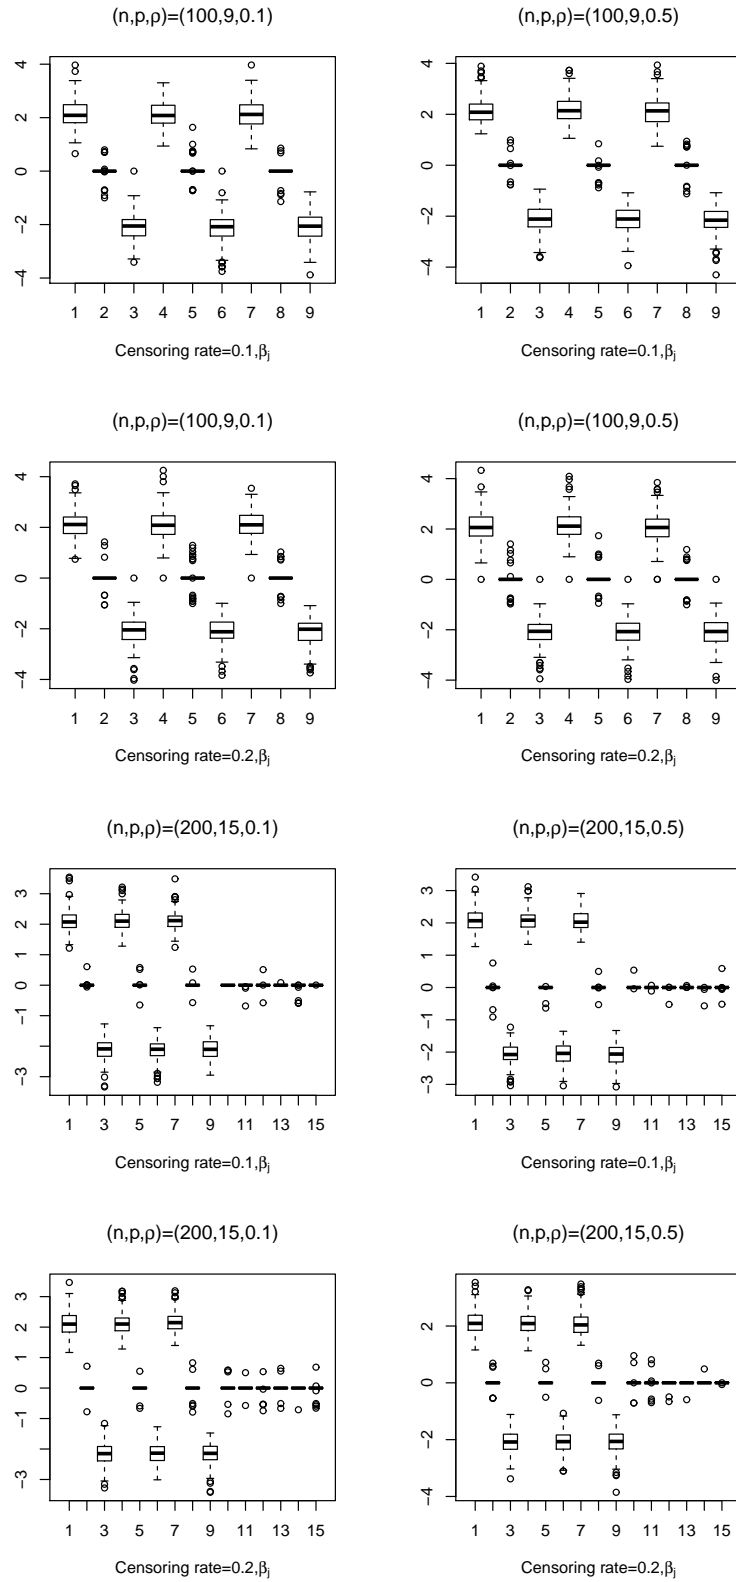 (n,p,ρ)=(100,9,0.1)
4
2
0
−2
−4
1 2 3 4 5 6 7 8 9
Censoring rate=0.1,βj
(n,p,ρ)=(100,9,0.5)
4
2
0
−2
−4
1 2 3 4 5 6 7 8 9
Censoring rate=0.1,βj
(n,p,ρ)=(100,9,0.1)
4
2
0
−2
−4
1 2 3 4 5 6 7 8 9
Censoring rate=0.2,βj
(n,p,ρ)=(100,9,0.5)
4
2
0
−2
−4
1 2 3 4 5 6 7 8 9
Censoring rate=0.2,βj
(n,p,ρ)=(200,15,0.1)
3
2
1
0
−1
−3
1 3 5 7 9 11 13 15
Censoring rate=0.1,βj
(n,p,ρ)=(200,15,0.5)
3
2
1
0
−1
−2
−3
1 3 5 7 9 11 13 15
Censoring rate=0.1,βj
(n,p,ρ)=(200,15,0.1)
3
2
1
0
−1
−3
1 3 5 7 9 11 13 15
Censoring rate=0.2,βj
(n,p,ρ)=(200,15,0.5)
2
0
−2
−4
1 3 5 7 9 11 13 15
Censoring rate=0.2,βj